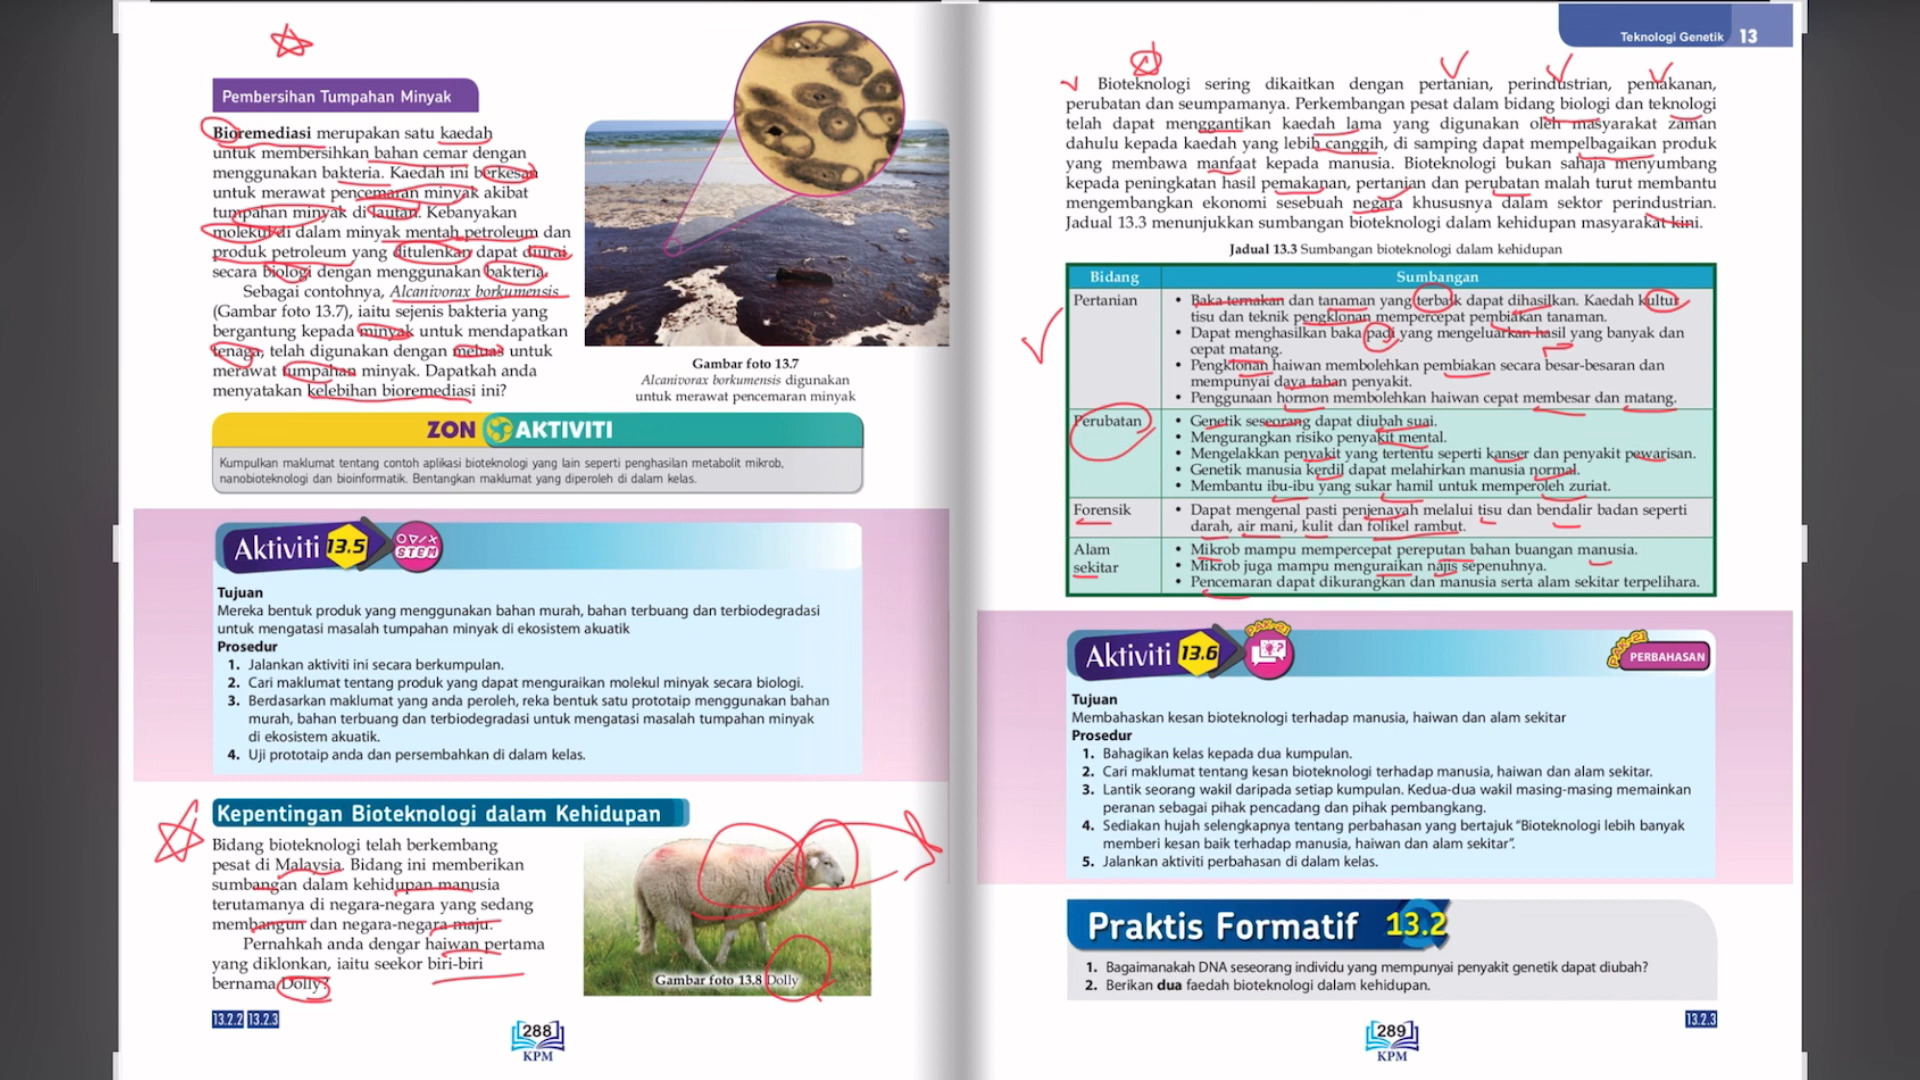 Pembersihan Tumpahan Minyak
Bioremediasi merupakan satu kaedah
untuk membersihkan bahan cemar dengan
menggunakan bakteria. Kaedah ini berkesan
untuk merawat pencemaran minyak akibat
tumpahan minyak di lautan. Kebanyakan
molekul di dalam minyak mentah petroleum dan
produk petroleum yang ditulenkan dapat diurai
secara biologi dengan menggunakan bakteria.
Sebagai contohnya, Alcanivorax borkumensis
(Gambar foto 13.7), iaitu sejenis bakteria yang
bergantung kepada minyak untuk mendapatkan
tenaga, telah digunakan dengan meluas untuk
merawat tumpahan minyak. Dapatkah anda
menyatakan kelebihan bioremediasi ini?
Gambar foto 13.7
Alcanivorax borkumensis digunakan
untuk merawat pencemaran minyak
ZON AKTIVITI
Kumpulkan maklumat tentang contoh aplikasi bioteknologi yang lain seperti penghasilan metabolit mikrob,
nanobioteknologi dan bioinformatik. Bentangkan maklumat yang diperoleh di dalam kelas.
Aktiviti 13.5
STEM
Tujuan
Mereka bentuk produk yang menggunakan bahan murah, bahan terbuang dan terbiodegradasi
untuk mengatasi masalah tumpahan minyak di ekosistem akuatik
Prosedur
1. Jalankan aktiviti ini secara berkumpulan.
2. Cari maklumat tentang produk yang dapat menguraikan molekul minyak secara biologi.
3. Berdasarkan maklumat yang anda peroleh, reka bentuk satu prototaip menggunakan bahan
murah, bahan terbuang dan terbiodegradasi untuk mengatasi masalah tumpahan minyak
di ekosistem akuatik.
4. Uji prototaip anda dan persembahkan di dalam kelas.
Kepentingan Bioteknologi dalam Kehidupan
Bidang bioteknologi telah berkembang
pesat di Malaysia. Bidang ini memberikan
sumbangan dalam kehidupan manusia
terutamanya di negara-negara yang sedang
membangun dan negara-negara maju.
Pernahkah anda dengar haiwan pertama
yang diklonkan, iaitu seekor biri-biri
bernama Dolly?
Gambar foto 13.8 Dolly
13.2.2 13.2.3
288
KPM
Teknologi Genetik 13
Bioteknologi sering dikaitkan dengan pertanian, perindustrian, pemakanan,
perubatan dan seumpamanya. Perkembangan pesat dalam bidang biologi dan teknologi
telah dapat menggantikan kaedah lama yang digunakan oleh masyarakat zaman
dahulu kepada kaedah yang lebih canggih, di samping dapat mempelbagaikan produk
yang membawa manfaat kepada manusia. Bioteknologi bukan sahaja menyumbang
kepada peningkatan hasil pemakanan, pertanian dan perubatan malah turut membantu
mengembangkan ekonomi sesebuah negara khususnya dalam sektor perindustrian.
Jadual 13.3 menunjukkan sumbangan bioteknologi dalam kehidupan masyarakat kini.
Jadual 13.3 Sumbangan bioteknologi dalam kehidupan
Bidang Sumbangan
Pertanian • Baka ternakan dan tanaman yang terbaik dapat dihasilkan. Kaedah kultur
tisu dan teknik pengklonan mempercepat pembiakan tanaman.
• Dapat menghasilkan baka padi yang mengeluarkan hasil yang banyak dan
cepat matang.
• Pengklonan haiwan membolehkan pembiakan secara besar-besaran dan
mempunyai daya tahan penyakit.
• Penggunaan hormon membolehkan haiwan cepat membesar dan matang.
Perubatan • Genetik seseorang dapat diubah suai.
• Mengurangkan risiko penyakit mental.
• Mengelakkan penyakit yang tertentu seperti kanser dan penyakit pewarisan.
• Genetik manusia kerdil dapat melahirkan manusia normal.
• Membantu ibu-ibu yang sukar hamil untuk memperoleh zuriat.
Forensik • Dapat mengenal pasti penjenayah melalui tisu dan bendalir badan seperti
darah, air mani, kulit dan folikel rambut.
Alam • Mikrob mampu mempercepat pereputan bahan buangan manusia.
sekitar • Mikrob juga mampu menguraikan najis sepenuhnya.
• Pencemaran dapat dikurangkan dan manusia serta alam sekitar terpelihara.
Aktiviti 13.6
PAK-21
PAK-21
PERBAHASAN
Tujuan
Membahaskan kesan bioteknologi terhadap manusia, haiwan dan alam sekitar
Prosedur
1. Bahagikan kelas kepada dua kumpulan.
2. Cari maklumat tentang kesan bioteknologi terhadap manusia, haiwan dan alam sekitar.
3. Lantik seorang wakil daripada setiap kumpulan. Kedua-dua wakil masing-masing memainkan
peranan sebagai pihak pencadang dan pihak pembangkang.
4. Sediakan hujah selengkapnya tentang perbahasan yang bertajuk “Bioteknologi lebih banyak
memberi kesan baik terhadap manusia, haiwan dan alam sekitar”.
5. Jalankan aktiviti perbahasan di dalam kelas.
Praktis Formatif 13.2
1. Bagaimanakah DNA seseorang individu yang mempunyai penyakit genetik dapat diubah?
2. Berikan dua faedah bioteknologi dalam kehidupan.
289
KPM
13.2.3